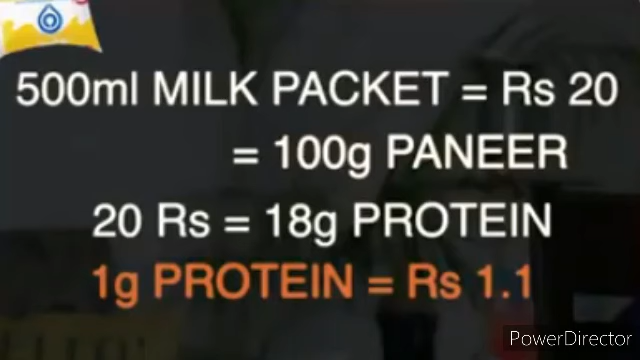 500ml MILK PACKET = Rs 20
= 100g PANEER
20 Rs = 18g PROTEIN
1g PROTEIN = Rs 1.1
PowerDirector